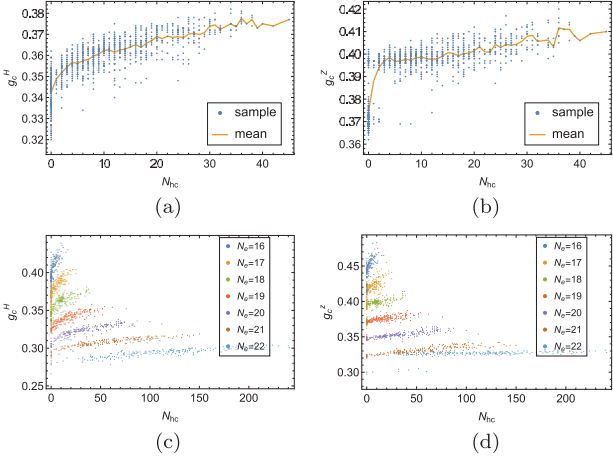 0.38
0.37
0.36
0.35
0.34
0.33
0.32
g_c^H
sample
mean
0 10 20 30 40
N_hc
(a)
0.42
0.41
0.40
0.39
0.38
0.37
0.36
g_c^Z
sample
mean
0 10 20 30 40
N_hc
(b)
0.40
0.35
0.30
0.25
g_c^H
N_e=16
N_e=17
N_e=18
N_e=19
N_e=20
N_e=21
N_e=22
0 50 100 150 200
N_hc
(c)
0.45
0.40
0.35
0.30
g_c^z
N_e=16
N_e=17
N_e=18
N_e=19
N_e=20
N_e=21
N_e=22
0 50 100 150 200
N_hc
(d)